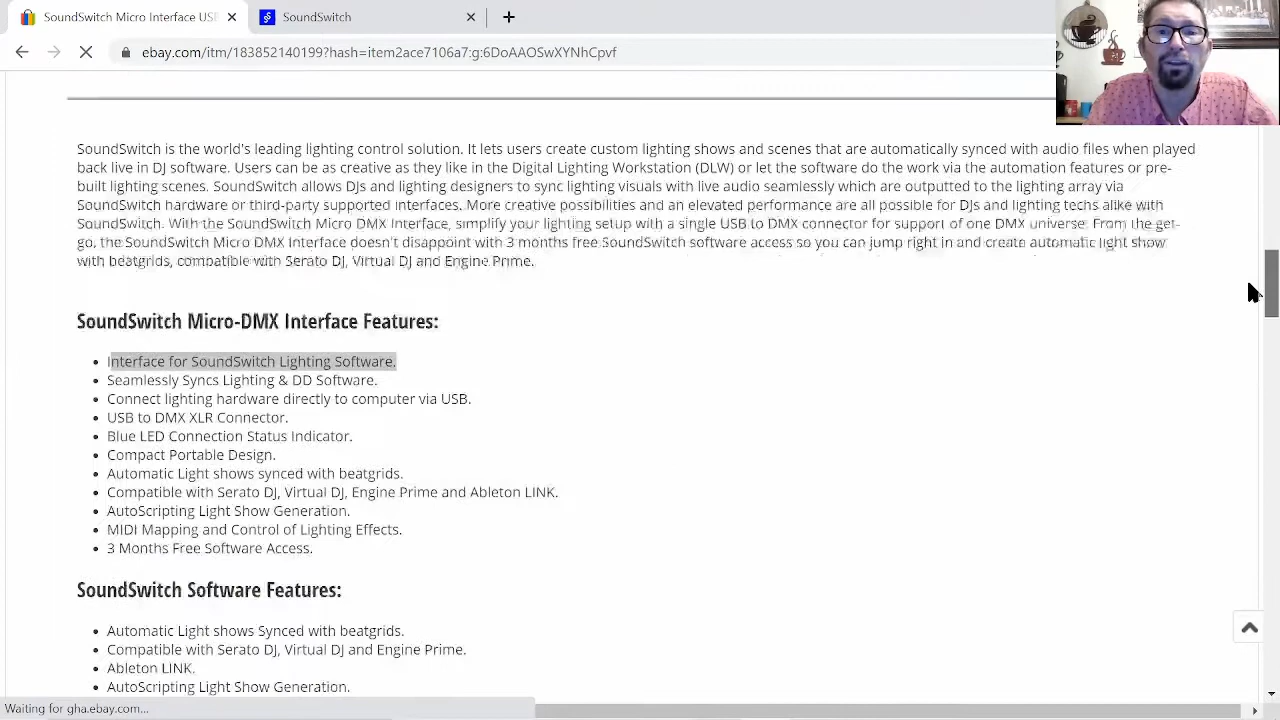 SoundSwitch Micro Interface USB
SoundSwitch
ebay.com/itm/183852140199?hash=item2ace7106a7:g:
SoundSwitch is the world's leading lighting control solution. It lets users create custom lighting shows and scenes that are automatically synced with audio files when played
back live in DJ software. Users can be as creative as they like in the Digital Lighting Workstation (DLW) or let the software do the work via the automation features or pre-
built lighting scenes. SoundSwitch allows DJs and lighting designers to sync lighting visuals with live audio seamlessly which are outputted to the lighting array via
SoundSwitch hardware or third-party supported interfaces. More creative possibilities and an elevated performance are all possible for DJs and lighting techs alike with
SoundSwitch. With the SoundSwitch Micro DMX Interface, simplify your lighting setup with a single USB to DMX connector for support of one DMX universe. From the get-
go, the SoundSwitch Micro DMX Interface doesn't disappoint with 3 months free SoundSwitch software access so you can jump right in and create automatic light show
with beatgrids, compatible with Serato DJ, Virtual DJ and Engine Prime.
SoundSwitch Micro-DMX Interface Features:
Interface for SoundSwitch Lighting Software.
Seamlessly Syncs Lighting & DD Software.
Connect lighting hardware directly to computer via USB.
USB to DMX XLR Connector.
Blue LED Connection Status Indicator.
Compact Portable Design.
Automatic Light shows synced with beatgrids.
Compatible with Serato DJ, Virtual DJ, Engine Prime and Ableton LINK.
AutoScripting Light Show Generation.
MIDI Mapping and Control of Lighting Effects.
3 Months Free Software Access.
SoundSwitch Software Features:
Automatic Light shows Synced with beatgrids.
Compatible with Serato DJ, Virtual DJ and Engine Prime.
Ableton LINK.
AutoScripting Light Show Generation.
Waiting for gha.ebay.com...